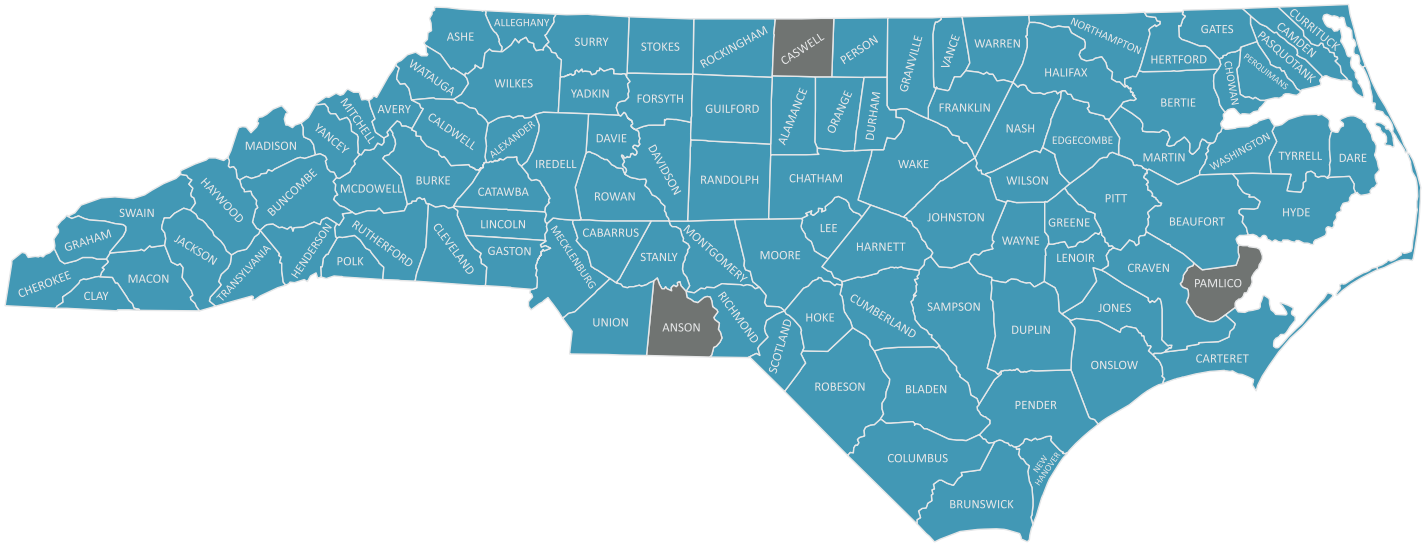 ALLEGHANY
ASHE
SURRY
STOKES
ROCKINGHAM
CASWELL
PERSON
GRANVILLE
VANCE
WARREN
NORTHAMPTON
GATES
HERTFORD
CURRITUCK
CAMDEN
PASQUOTANK
PERQUIMANS
CHOWAN
WATAUGA
WILKES
YADKIN
FORSYTH
GUILFORD
ALAMANCE
ORANGE
DURHAM
FRANKLIN
HALIFAX
BERTIE
MITCHELL
AVERY
CALDWELL
ALEXANDER
IREDELL
DAVIE
DAVIDSON
RANDOLPH
CHATHAM
WAKE
NASH
EDGECOMBE
MARTIN
WASHINGTON
TYRRELL
DARE
MADISON
YANCEY
BUNCOMBE
MCDOWELL
BURKE
CATAWBA
ROWAN
WILSON
PITT
BEAUFORT
HYDE
SWAIN
HAYWOOD
LINCOLN
GASTON
CABARRUS
MECKLENBURG
STANLY
MONTGOMERY
MOORE
LEE
HARNETT
JOHNSTON
WAYNE
GREENE
LENOIR
CRAVEN
PAMLICO
GRAHAM
JACKSON
CHEROKEE
CLAY
MACON
TRANSYLVANIA
HENDERSON
POLK
RUTHERFORD
CLEVELAND
UNION
ANSON
RICHMOND
SCOTLAND
HOKE
CUMBERLAND
SAMPSON
DUPLIN
JONES
ONSLOW
CARTERET
ROBESON
BLADEN
PENDER
COLUMBUS
BRUNSWICK
NEW
HANOVER